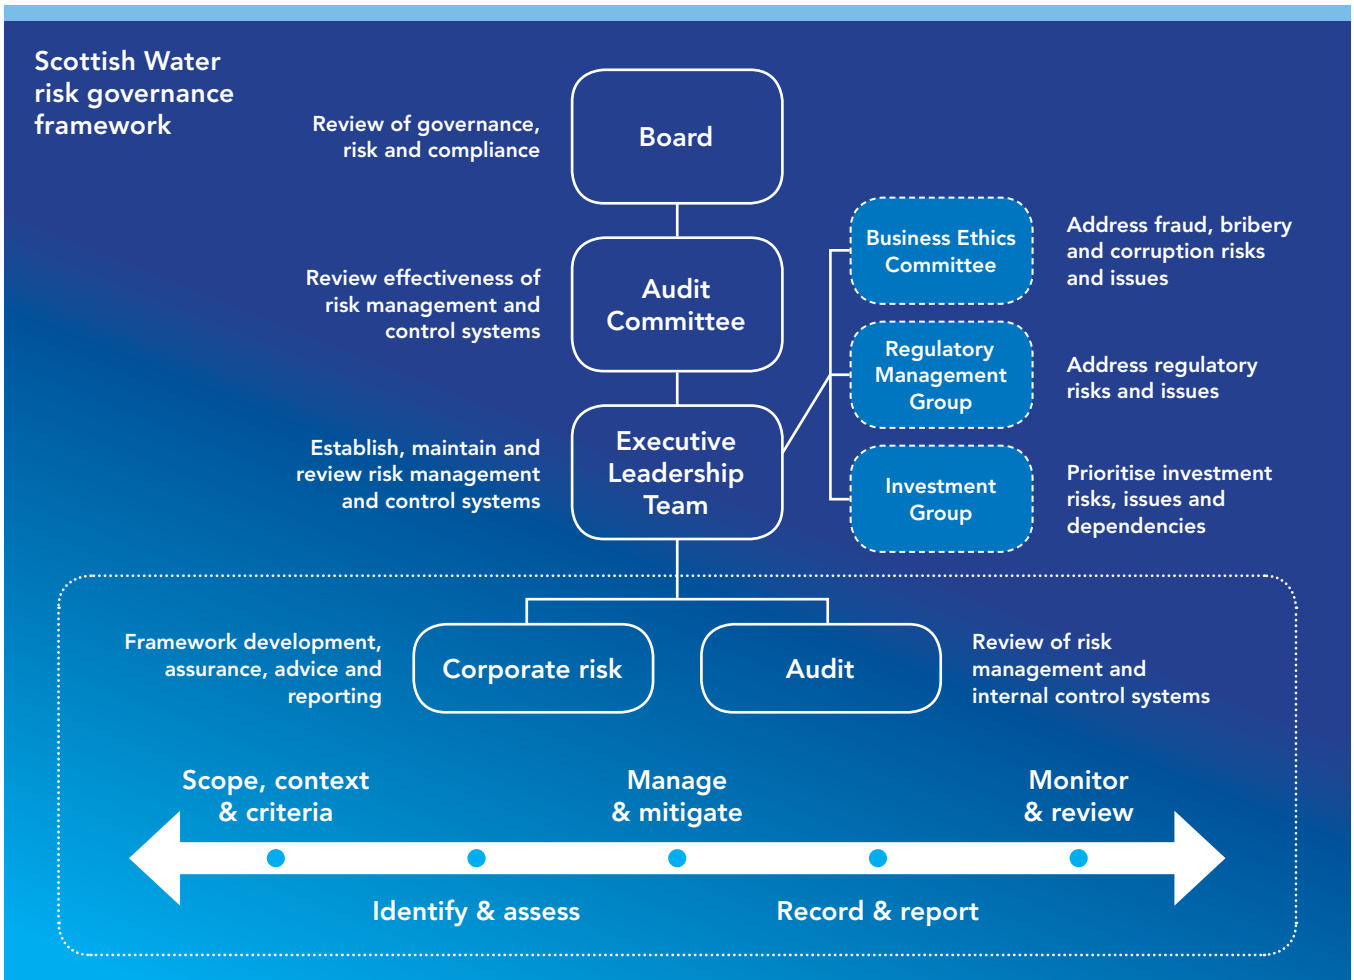 Scottish Water
risk governance
framework
Review of governance,
risk and compliance
Board
Business Ethics
Committee
Address fraud, bribery
and corruption risks
and issues
Review effectiveness of
risk management and
control systems
Audit
Committee
Regulatory
Management
Group
Address regulatory
risks and issues
Establish, maintain and
review risk management
and control systems
Executive
Leadership
Team
Investment
Group
Prioritise investment
risks, issues and
dependencies
Framework development,
assurance, advice and
reporting
Corporate risk
Audit
Review of risk
management and
internal control systems
Scope, context
& criteria
Manage
& mitigate
Monitor
& review
Identify & assess
Record & report